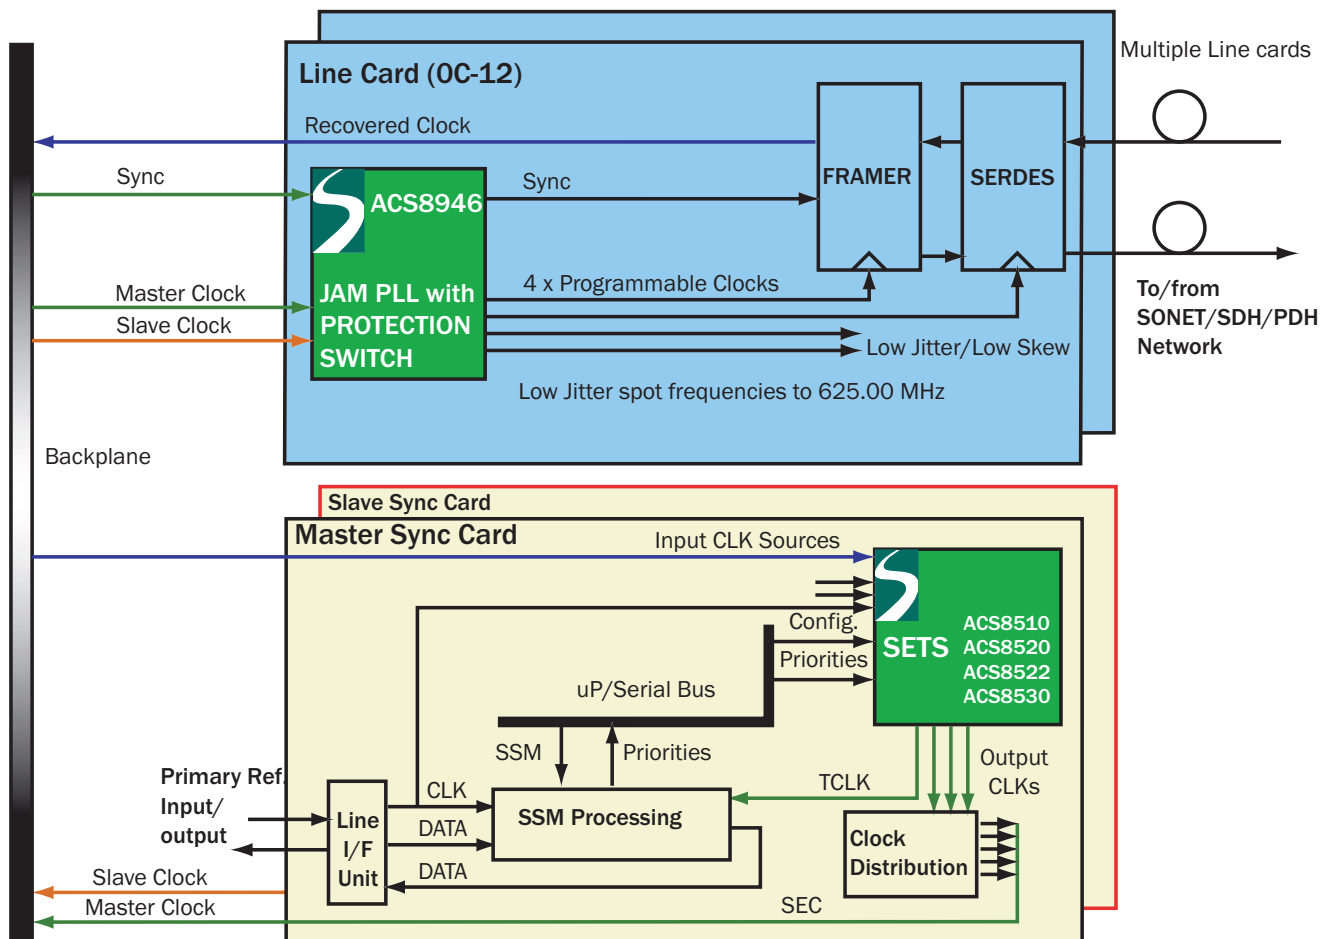 Multiple Line cards
Line Card (OC-12)
Recovered Clock
Sync
ACS8946
Sync
FRAMER
SERDES
Master Clock
Slave Clock
JAM PLL with
PROTECTION
SWITCH
4 x Programmable Clocks
Low Jitter/Low Skew
Low Jitter spot frequencies to 625.00 MHz
To/from
SONET/SDH/PDH
Network
Backplane
Slave Sync Card
Master Sync Card
Input CLK Sources
Config.
Priorities
SETS
ACS8510
ACS8520
ACS8522
ACS8530
uP/Serial Bus
SSM
Priorities
Output
CLKs
TCLK
Primary Ref.
Input/
output
CLK
DATA
DATA
Line
I/F
Unit
SSM Processing
Clock
Distribution
Slave Clock
Master Clock
SEC